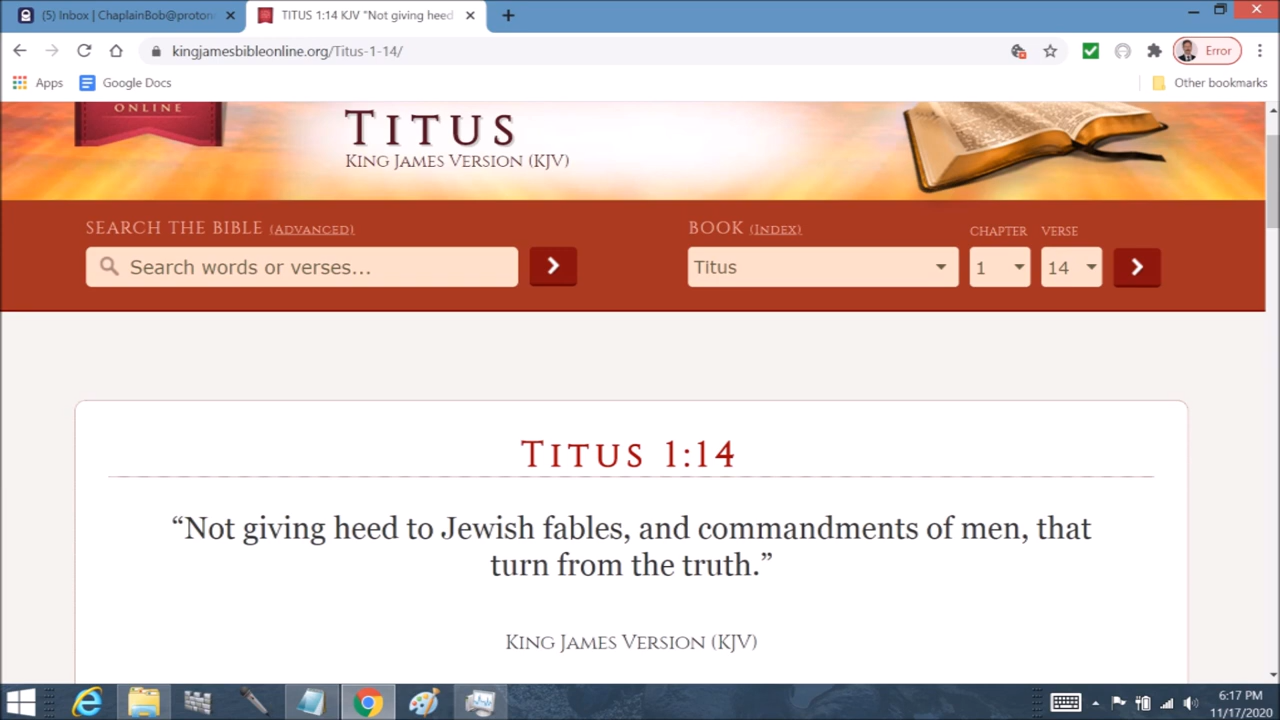 (5) Inbox | ChaplainBob@proton
TITUS 1:14 KJV "Not giving heed
kingjamesbibleonline.org/Titus-1-14/
Error
Apps
Google Docs
Other bookmarks
ONLINE
TITUS
KING JAMES VERSION (KJV)
SEARCH THE BIBLE (ADVANCED)
BOOK (INDEX)
CHAPTER
VERSE
Search words or verses...
Titus
1
14
TITUS 1:14
“Not giving heed to Jewish fables, and commandments of men, that
turn from the truth.”
KING JAMES VERSION (KJV)
6:17 PM
11/17/2020